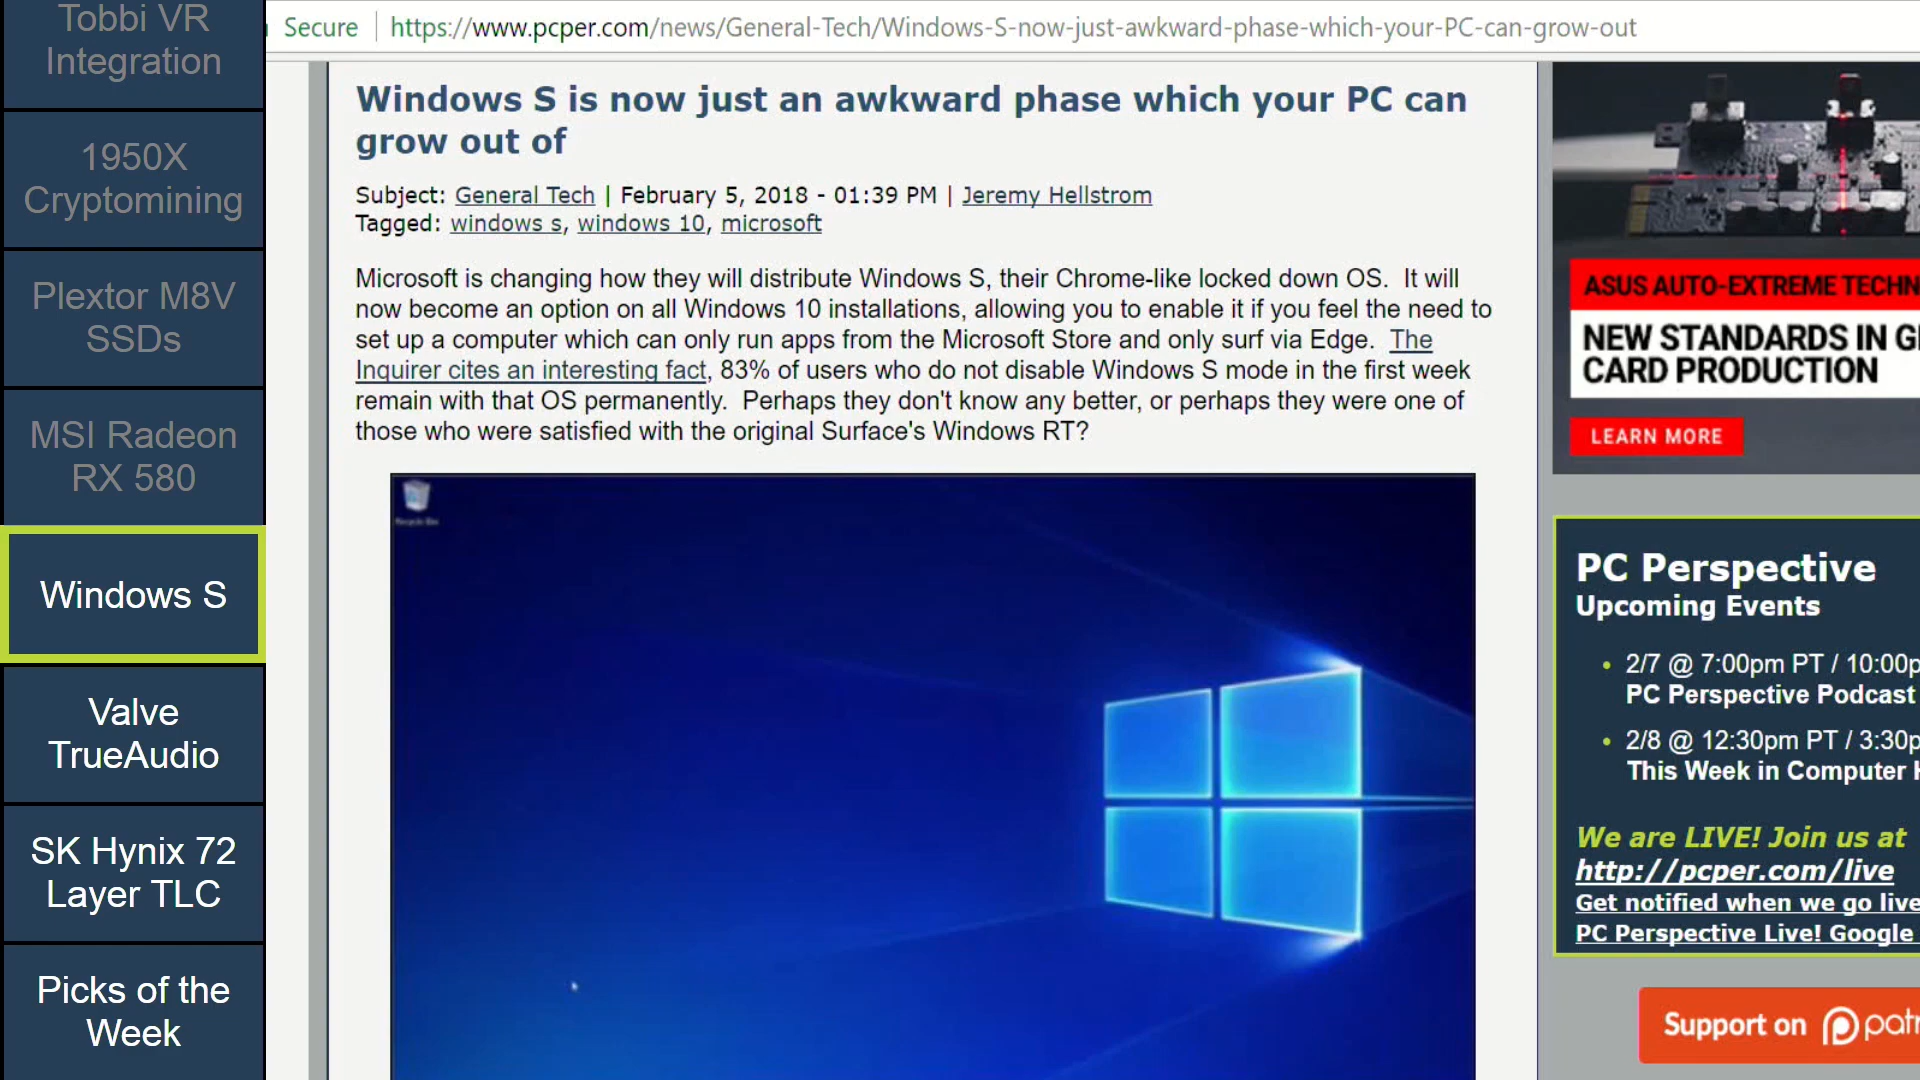 Tobbi VR
Integration
1950X
Cryptomining
Plextor M8V
SSDs
MSI Radeon
RX 580
Windows S
Valve
TrueAudio
SK Hynix 72
Layer TLC
Picks of the
Week
Secure
https://www.pcper.com/news/General-Tech/Windows-S-now-just-awkward-phase-which-your-PC-can-grow-out
Windows S is now just an awkward phase which your PC can
grow out of
Subject: General Tech | February 5, 2018 - 01:39 PM | Jeremy Hellstrom
Tagged: windows s, windows 10, microsoft
Microsoft is changing how they will distribute Windows S, their Chrome-like locked down OS. It will
now become an option on all Windows 10 installations, allowing you to enable it if you feel the need to
set up a computer which can only run apps from the Microsoft Store and only surf via Edge. The
Inquirer cites an interesting fact, 83% of users who do not disable Windows S mode in the first week
remain with that OS permanently. Perhaps they don't know any better, or perhaps they were one of
those who were satisfied with the original Surface's Windows RT?
Recycle Bin
ASUS AUTO-EXTREME TECHN
NEW STANDARDS IN G
CARD PRODUCTION
LEARN MORE
PC Perspective
Upcoming Events
2/7 @ 7:00pm PT / 10:00p
PC Perspective Podcast
2/8 @ 12:30pm PT / 3:30p
This Week in Computer H
We are LIVE! Join us at
http://pcper.com/live
Get notified when we go live
PC Perspective Live! Google
Support on patr